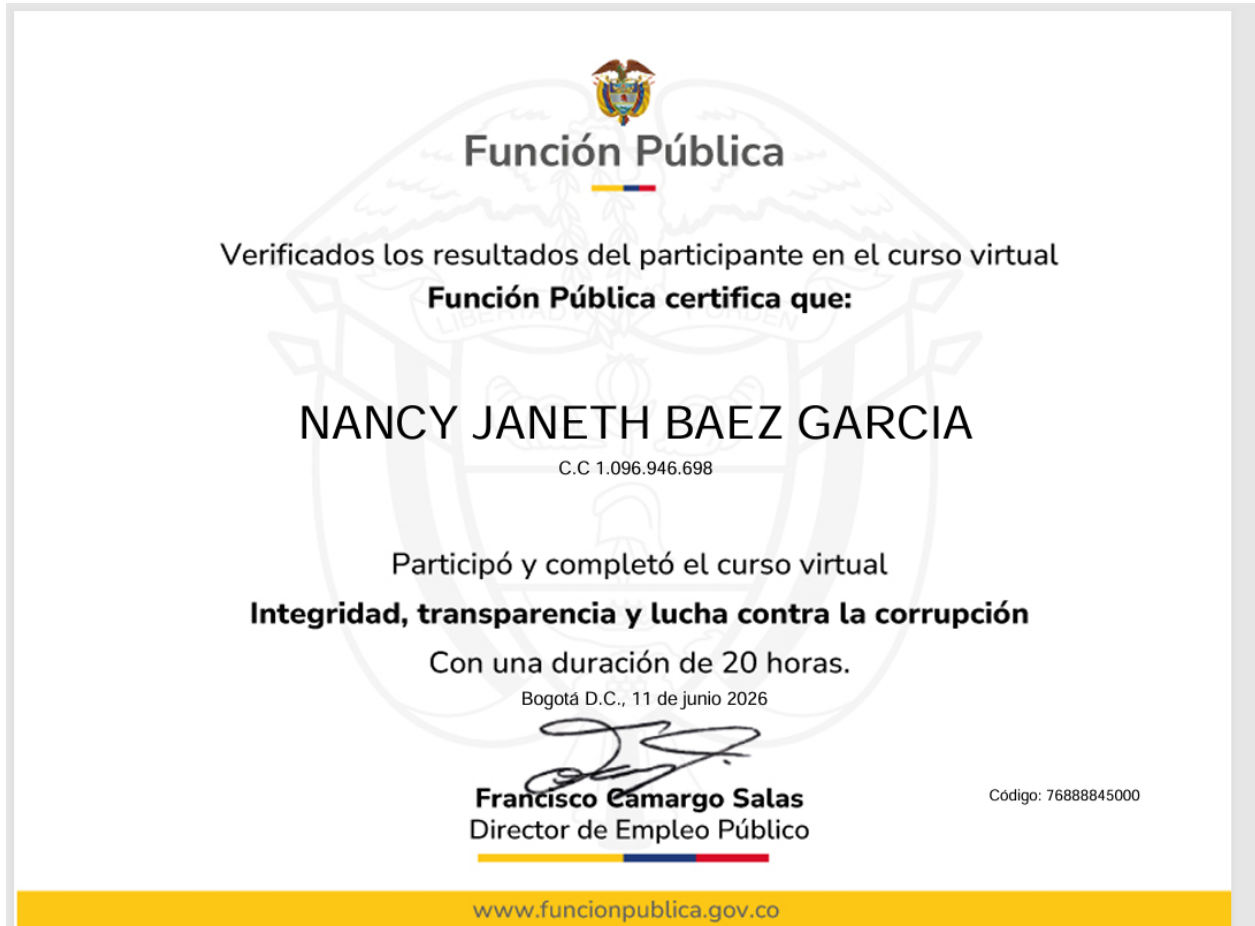 Función Pública
Verificados los resultados del participante en el curso virtual
Función Pública certifica que:
LIBERTAD Y ORDEN
NANCY JANETH BAEZ GARCIA
C.C 1.096.946.698
Participó y completó el curso virtual
Integridad, transparencia y lucha contra la corrupción
Con una duración de 20 horas.
Bogotá D.C., 11 de junio 2026
Francisco Camargo Salas
Código: 76888845000
Director de Empleo Público
www.funcionpublica.gov.co